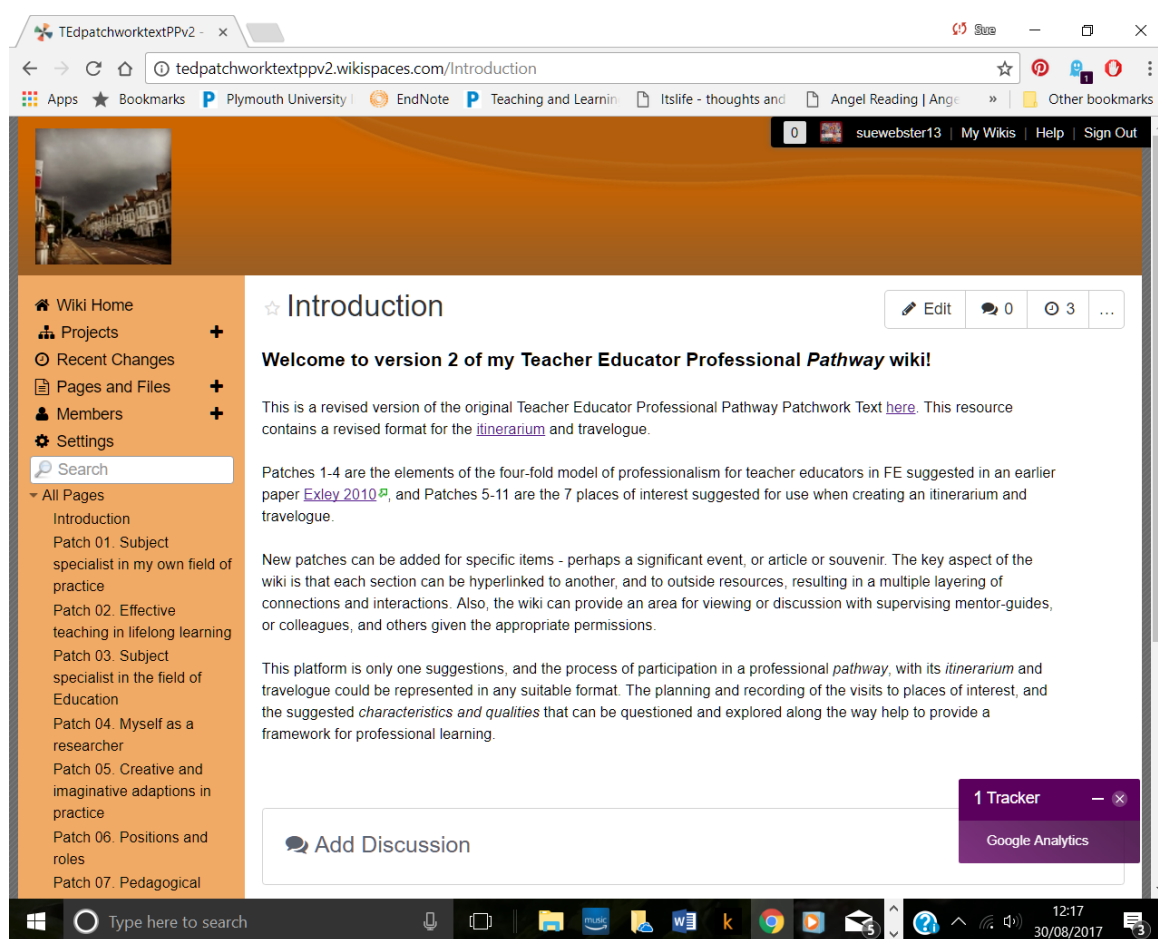 TEdpatchworktextPPv2 -
Sue
tedpatchworktextppv2.wikispaces.com/Introduction
1
Apps
Bookmarks
Plymouth University
EndNote
Teaching and Learnin
Itslife - thoughts and
Angel Reading | Ange
»
Other bookmarks
0
suewebster13 | My Wikis | Help | Sign Out
Wiki Home
Projects
Recent Changes
Pages and Files
Members
Settings
Search
All Pages
Introduction
Patch 01. Subject
specialist in my own field of
practice
Patch 02. Effective
teaching in lifelong learning
Patch 03. Subject
specialist in the field of
Education
Patch 04. Myself as a
researcher
Patch 05. Creative and
imaginative adaptions in
practice
Patch 06. Positions and
roles
Patch 07. Pedagogical
Introduction
Edit
0
3
...
Welcome to version 2 of my Teacher Educator Professional Pathway wiki!
This is a revised version of the original Teacher Educator Professional Pathway Patchwork Text here. This resource
contains a revised format for the itinerarium and travelogue.
Patches 1-4 are the elements of the four-fold model of professionalism for teacher educators in FE suggested in an earlier
paper Exley 2010, and Patches 5-11 are the 7 places of interest suggested for use when creating an itinerarium and
travelogue.
New patches can be added for specific items - perhaps a significant event, or article or souvenir. The key aspect of the
wiki is that each section can be hyperlinked to another, and to outside resources, resulting in a multiple layering of
connections and interactions. Also, the wiki can provide an area for viewing or discussion with supervising mentor-guides,
or colleagues, and others given the appropriate permissions.
This platform is only one suggestions, and the process of participation in a professional pathway, with its itinerarium and
travelogue could be represented in any suitable format. The planning and recording of the visits to places of interest, and
the suggested characteristics and qualities that can be questioned and explored along the way help to provide a
framework for professional learning.
Add Discussion
1 Tracker
Google Analytics
Type here to search
music
k
5
12:17
30/08/2017
3